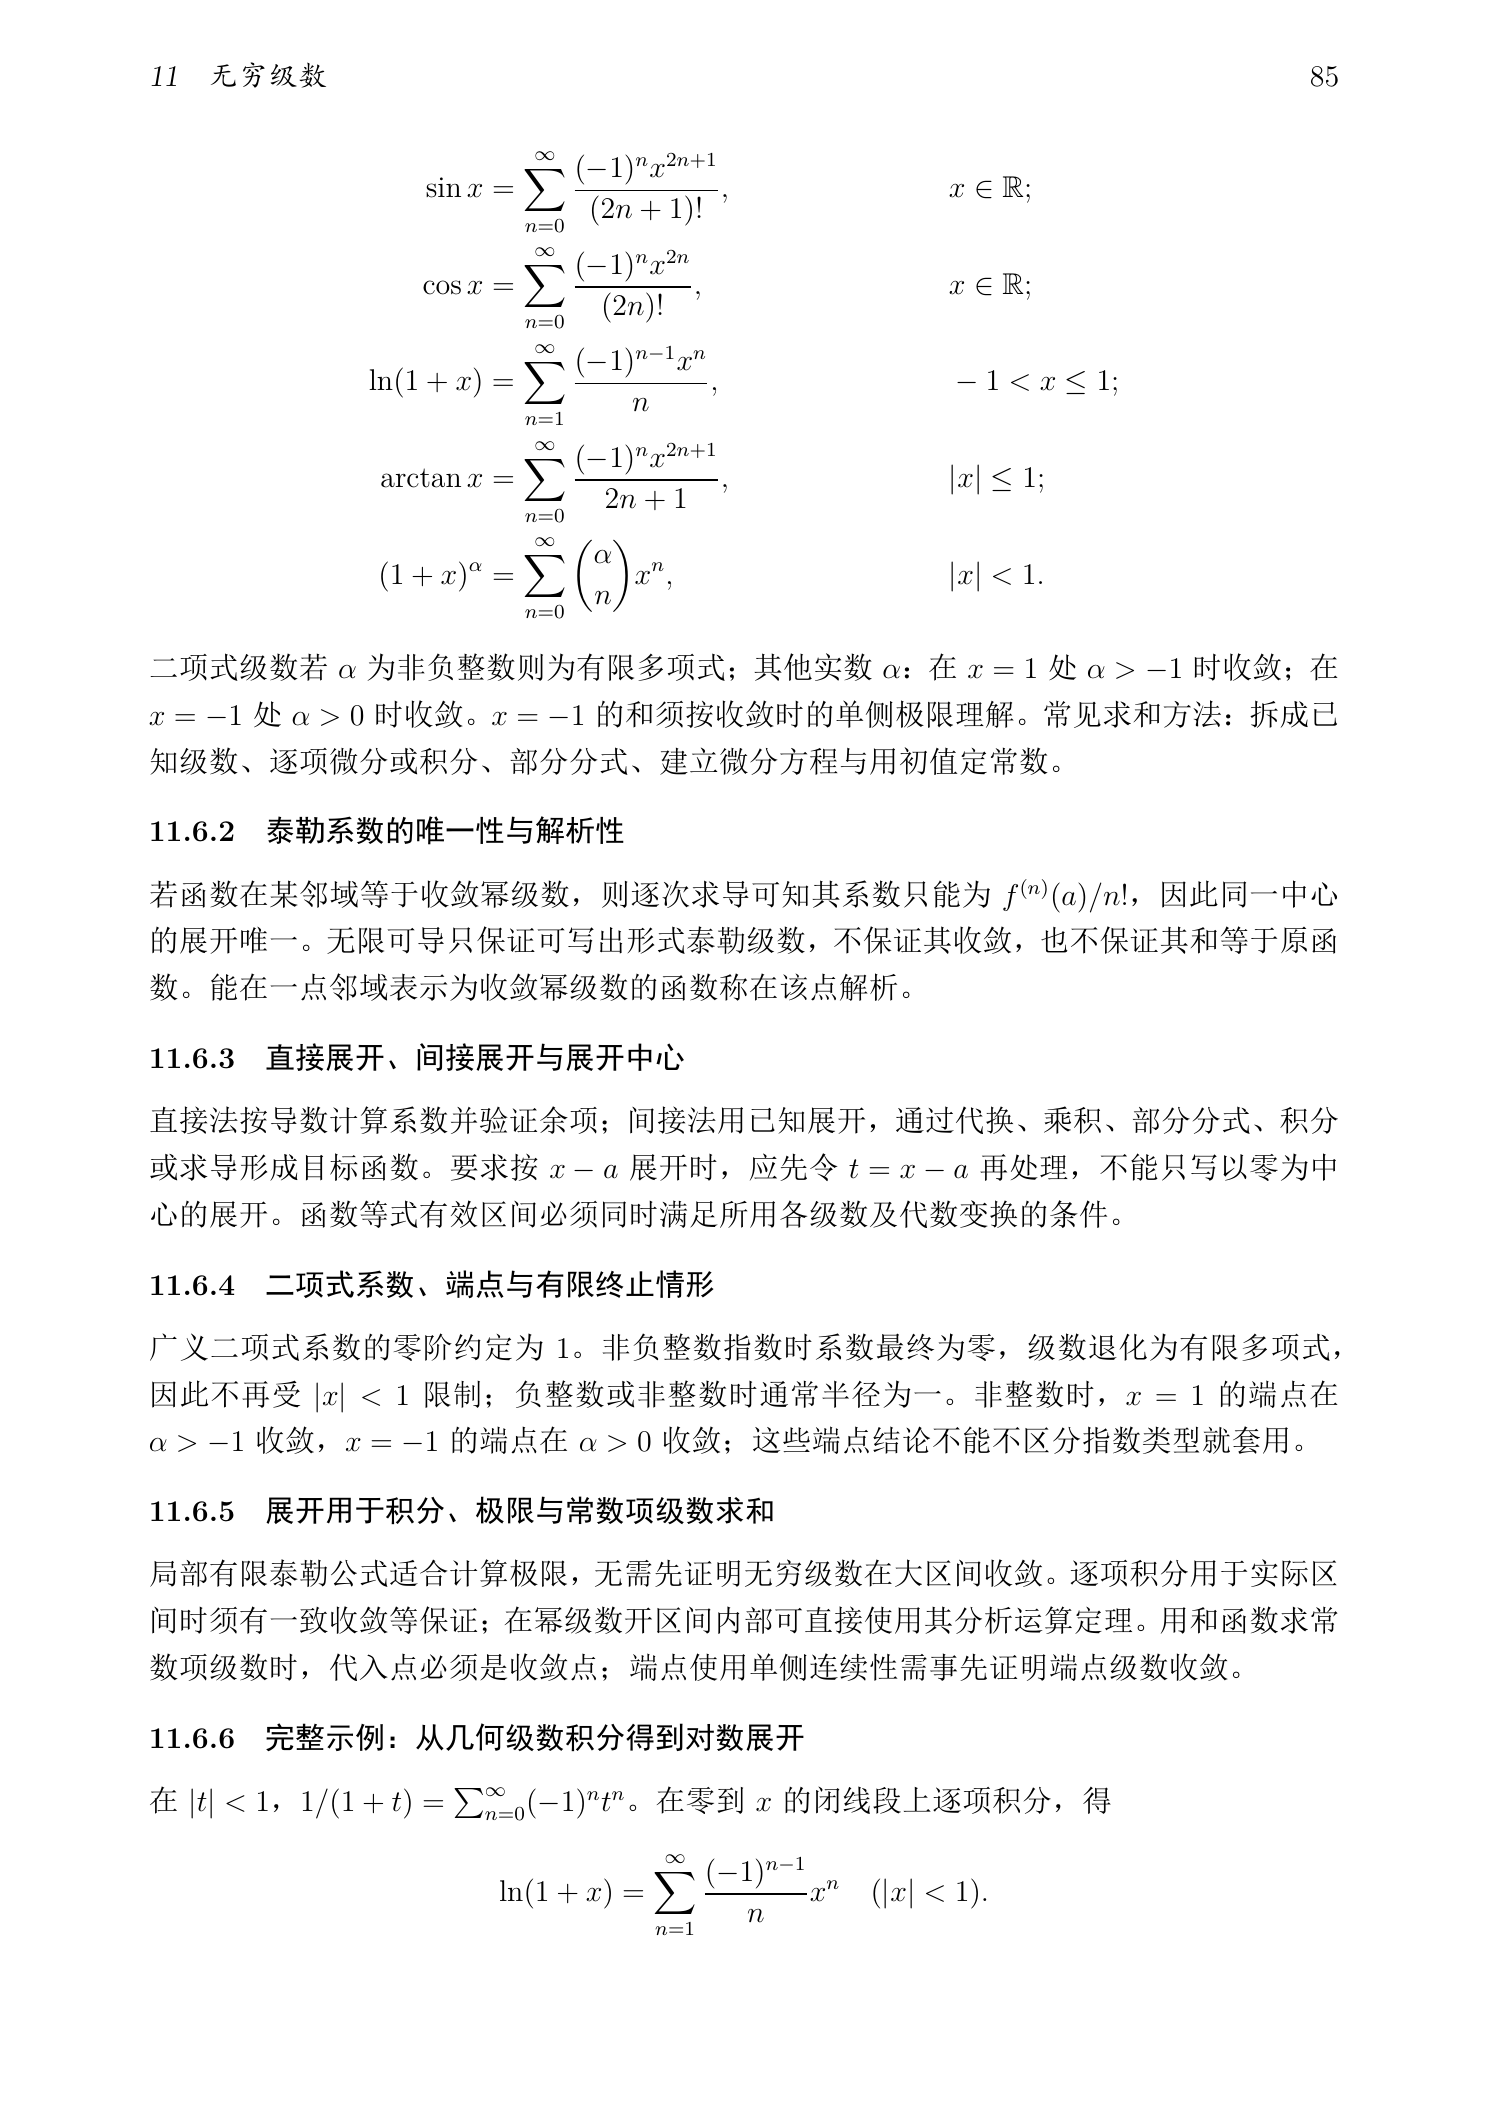 11 无穷级数 85
sin x = \sum_{n=0}^{\infty} \frac{(-1)^n x^{2n+1}}{(2n+1)!}, x ∈ ℝ;
cos x = \sum_{n=0}^{\infty} \frac{(-1)^n x^{2n}}{(2n)!}, x ∈ ℝ;
ln(1 + x) = \sum_{n=1}^{\infty} \frac{(-1)^{n-1} x^n}{n}, −1 < x ≤ 1;
arctan x = \sum_{n=0}^{\infty} \frac{(-1)^n x^{2n+1}}{2n+1}, |x| ≤ 1;
(1 + x)^α = \sum_{n=0}^{\infty} \binom{α}{n} x^n, |x| < 1.
二项式级数若 α 为非负整数则为有限多项式；其他实数 α：在 x = 1 处 α > −1 时收敛；在
x = −1 处 α > 0 时收敛。x = −1 的和须按收敛时的单侧极限理解。常见求和方法：拆成已
知级数、逐项微分或积分、部分分式、建立微分方程与用初值定常数。
11.6.2 泰勒系数的唯一性与解析性
若函数在某邻域等于收敛幂级数，则逐次求导可知其系数只能为 f^{(n)}(a)/n!，因此同一中心
的展开唯一。无限可导只保证可写出形式泰勒级数，不保证其收敛，也不保证其和等于原函
数。能在一点邻域表示为收敛幂级数的函数称在该点解析。
11.6.3 直接展开、间接展开与展开中心
直接法按导数计算系数并验证余项；间接法用已知展开，通过代换、乘积、部分分式、积分
或求导形成目标函数。要求按 x − a 展开时，应先令 t = x − a 再处理，不能只写以零为中
心的展开。函数等式有效区间必须同时满足所用各级数及代数变换的条件。
11.6.4 二项式系数、端点与有限终止情形
广义二项式系数的零阶约定为 1。非负整数指数时系数最终为零，级数退化为有限多项式，
因此不再受 |x| < 1 限制；负整数或非整数时通常半径为一。非整数时，x = 1 的端点在
α > −1 收敛，x = −1 的端点在 α > 0 收敛；这些端点结论不能不区分指数类型就套用。
11.6.5 展开用于积分、极限与常数项级数求和
局部有限泰勒公式适合计算极限，无需先证明无穷级数在大区间收敛。逐项积分用于实际区
间时须有一致收敛等保证；在幂级数开区间内部可直接使用其分析运算定理。用和函数求常
数项级数时，代入点必须是收敛点；端点使用单侧连续性需事先证明端点级数收敛。
11.6.6 完整示例：从几何级数积分得到对数展开
在 |t| < 1，1/(1 + t) = \sum_{n=0}^{\infty}(−1)^n t^n。在零到 x 的闭线段上逐项积分，得
ln(1 + x) = \sum_{n=1}^{\infty} \frac{(-1)^{n-1}}{n} x^n (|x| < 1).